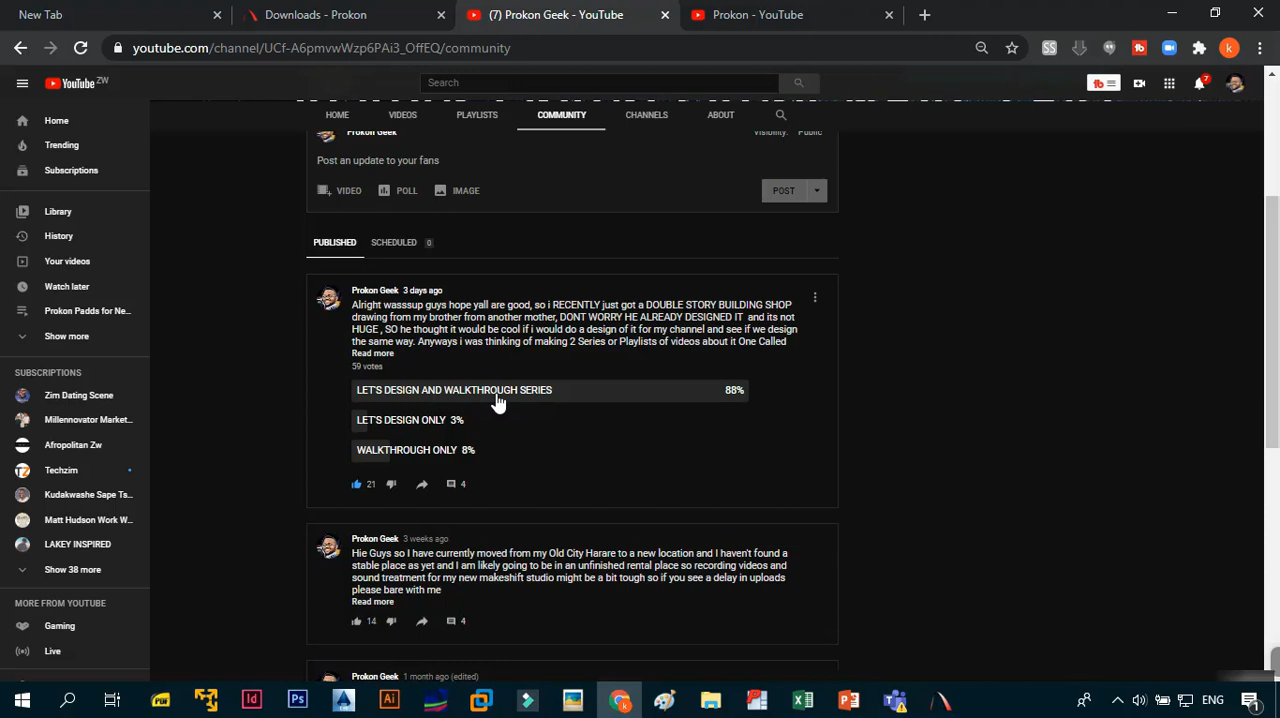 New Tab
Downloads - Prokon
(7) Prokon Geek - YouTube
Prokon - YouTube
youtube.com/channel/UCf-A6pmvwWzp6PAi3_OffEQ/community
YouTube ZW
Search
7
Home
Trending
Subscriptions
Library
History
Your videos
Watch later
Prokon Padds for Ne...
Show more
SUBSCRIPTIONS
Zim Dating Scene
Millennovator Market...
Afropolitan Zw
Techzim
Kudakwashe Sape Ts...
Matt Hudson Work W...
LAKEY INSPIRED
Show 38 more
MORE FROM YOUTUBE
Gaming
Live
HOME VIDEOS PLAYLISTS COMMUNITY CHANNELS ABOUT
Prokon Geek
Visibility: Public
Post an update to your fans
VIDEO POLL IMAGE
POST
PUBLISHED SCHEDULED 0
Prokon Geek 3 days ago
Alright wasssup guys hope yall are good, so i RECENTLY just got a DOUBLE STORY BUILDING SHOP
drawing from my brother from another mother, DONT WORRY HE ALREADY DESIGNED IT and its not
HUGE , SO he thought it would be cool if i would do a design of it for my channel and see if we design
the same way. Anyways i was thinking of making 2 Series or Playlists of videos about it One Called
Read more
59 votes
LET'S DESIGN AND WALKTHROUGH SERIES 88%
LET'S DESIGN ONLY 3%
WALKTHROUGH ONLY 8%
21 4
Prokon Geek 3 weeks ago
Hie Guys so I have currently moved from my Old City Harare to a new location and I haven't found a
stable place as yet and I am likely going to be in an unfinished rental place so recording videos and
sound treatment for my new makeshift studio might be a bit tough so if you see a delay in uploads
please bare with me
Read more
14 4
Prokon Geek 1 month ago (edited)
ENG